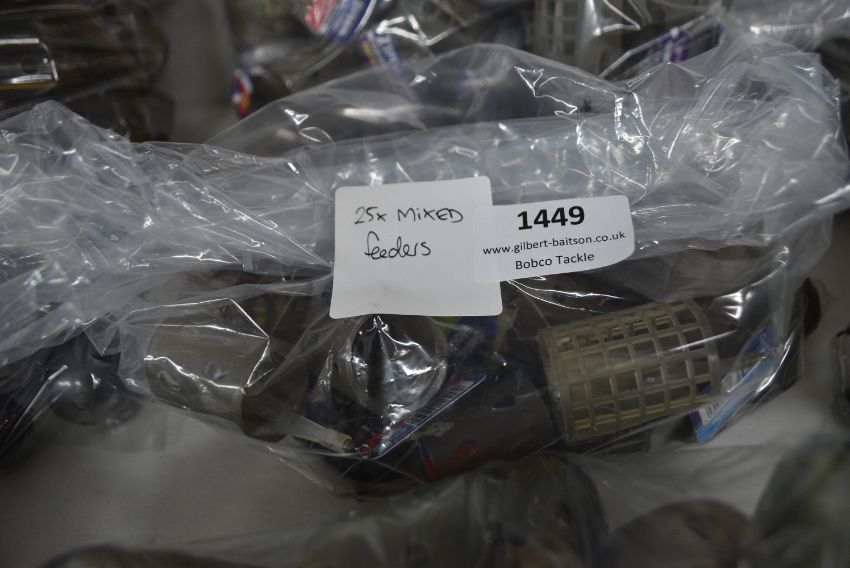 25x MIXED
feeders
1449
www.gilbert-baitson.co.uk
Bobco Tackle